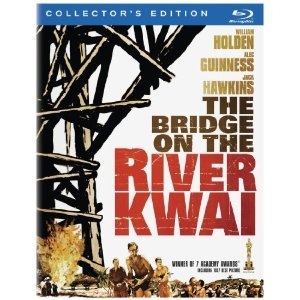 COLLECTOR'S EDITION
Blu-ray Disc
WILLIAM
HOLDEN
ALEC
GUINNESS
JACK
HAWKINS
THE
BRIDGE
ON THE
RIVER
KWAI
WINNER OF 7 ACADEMY AWARDS®
INCLUDING 1957 BEST PICTURE